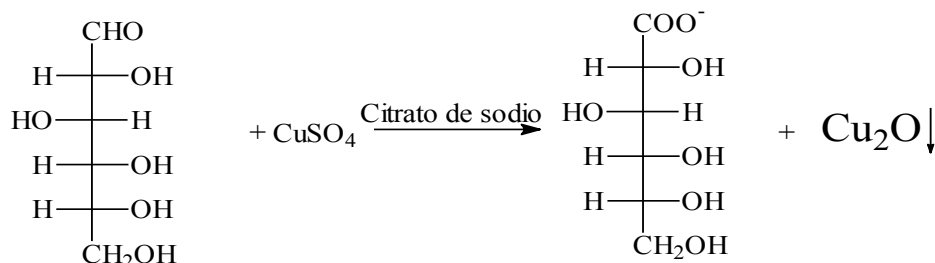 CHO
H OH
HO H
H OH
H OH
CH₂OH
+ CuSO₄
Citrato de sodio
COO⁻
H OH
HO H
H OH
H OH
CH₂OH
+ Cu₂O↓